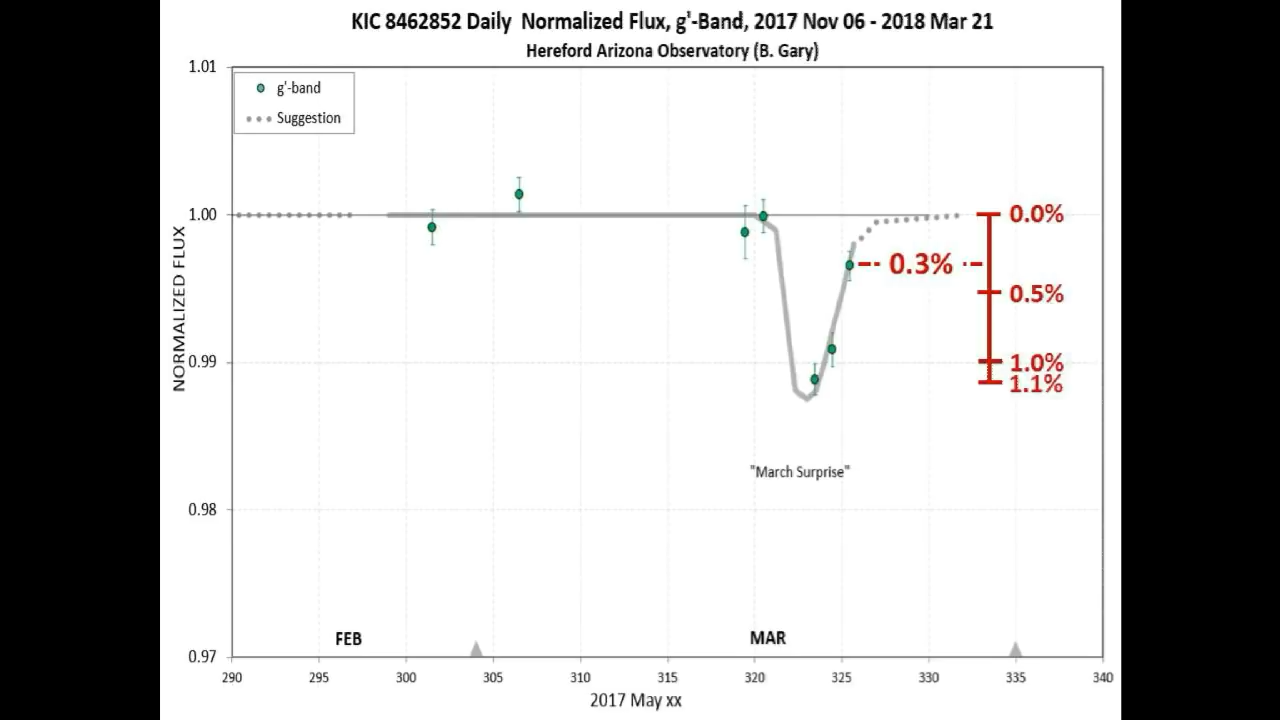 KIC 8462852 Daily  Normalized Flux, g'-Band, 2017 Nov 06 - 2018 Mar 21
Hereford Arizona Observatory (B. Gary)
1.01
g'-band
Suggestion
1.00
0.0%
0.3%
0.5%
NORMALIZED FLUX
0.99
1.0%
1.1%
"March Surprise"
0.98
FEB
MAR
0.97
290 295 300 305 310 315 320 325 330 335 340
2017 May xx